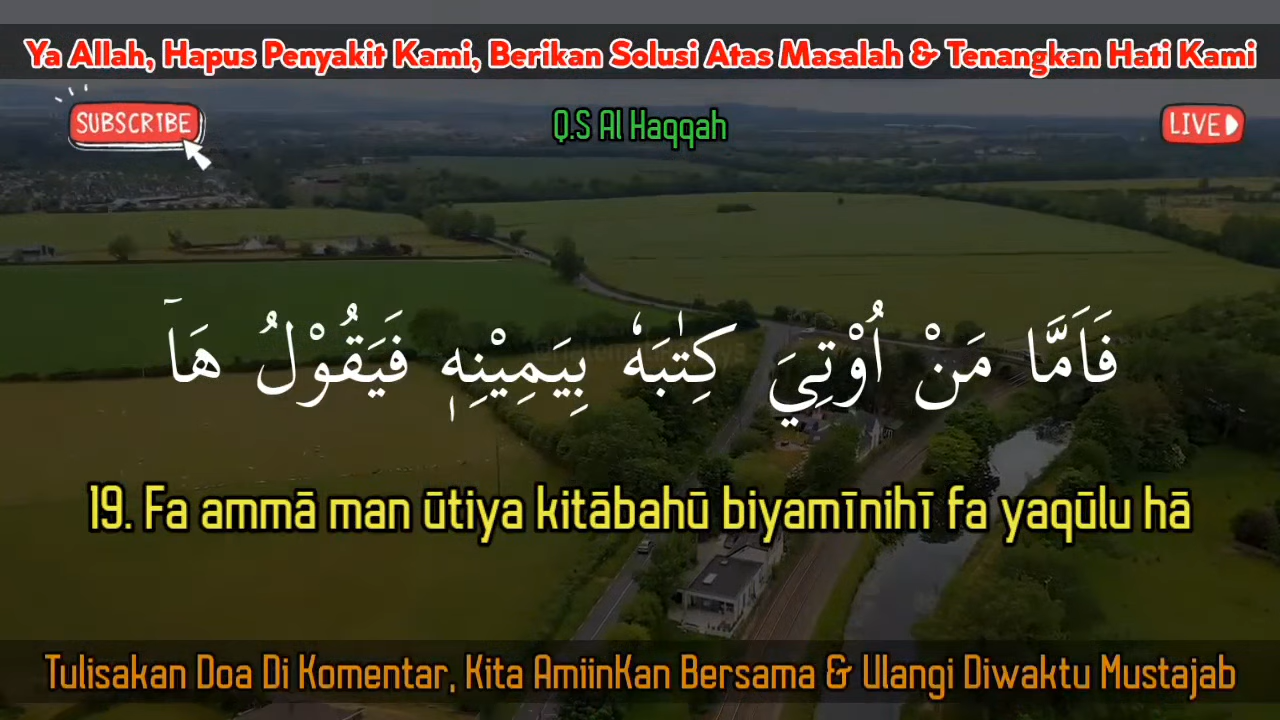 Ya Allah, Hapus Penyakit Kami, Berikan Solusi Atas Masalah & Tenangkan Hati Kami
SUBSCRIBE
Q.S Al Haqqah
LIVE
فَاَمَّا مَنْ اُوْتِيَ كِتٰبَهٗ بِيَمِيْنِهٖ فَيَقُوْلُ هَاۤ
19. Fa ammā man ūtiya kitābahū biyamīnihī fa yaqūlu hā
Tulisakan Doa Di Komentar, Kita AmiinKan Bersama & Ulangi Diwaktu Mustajab